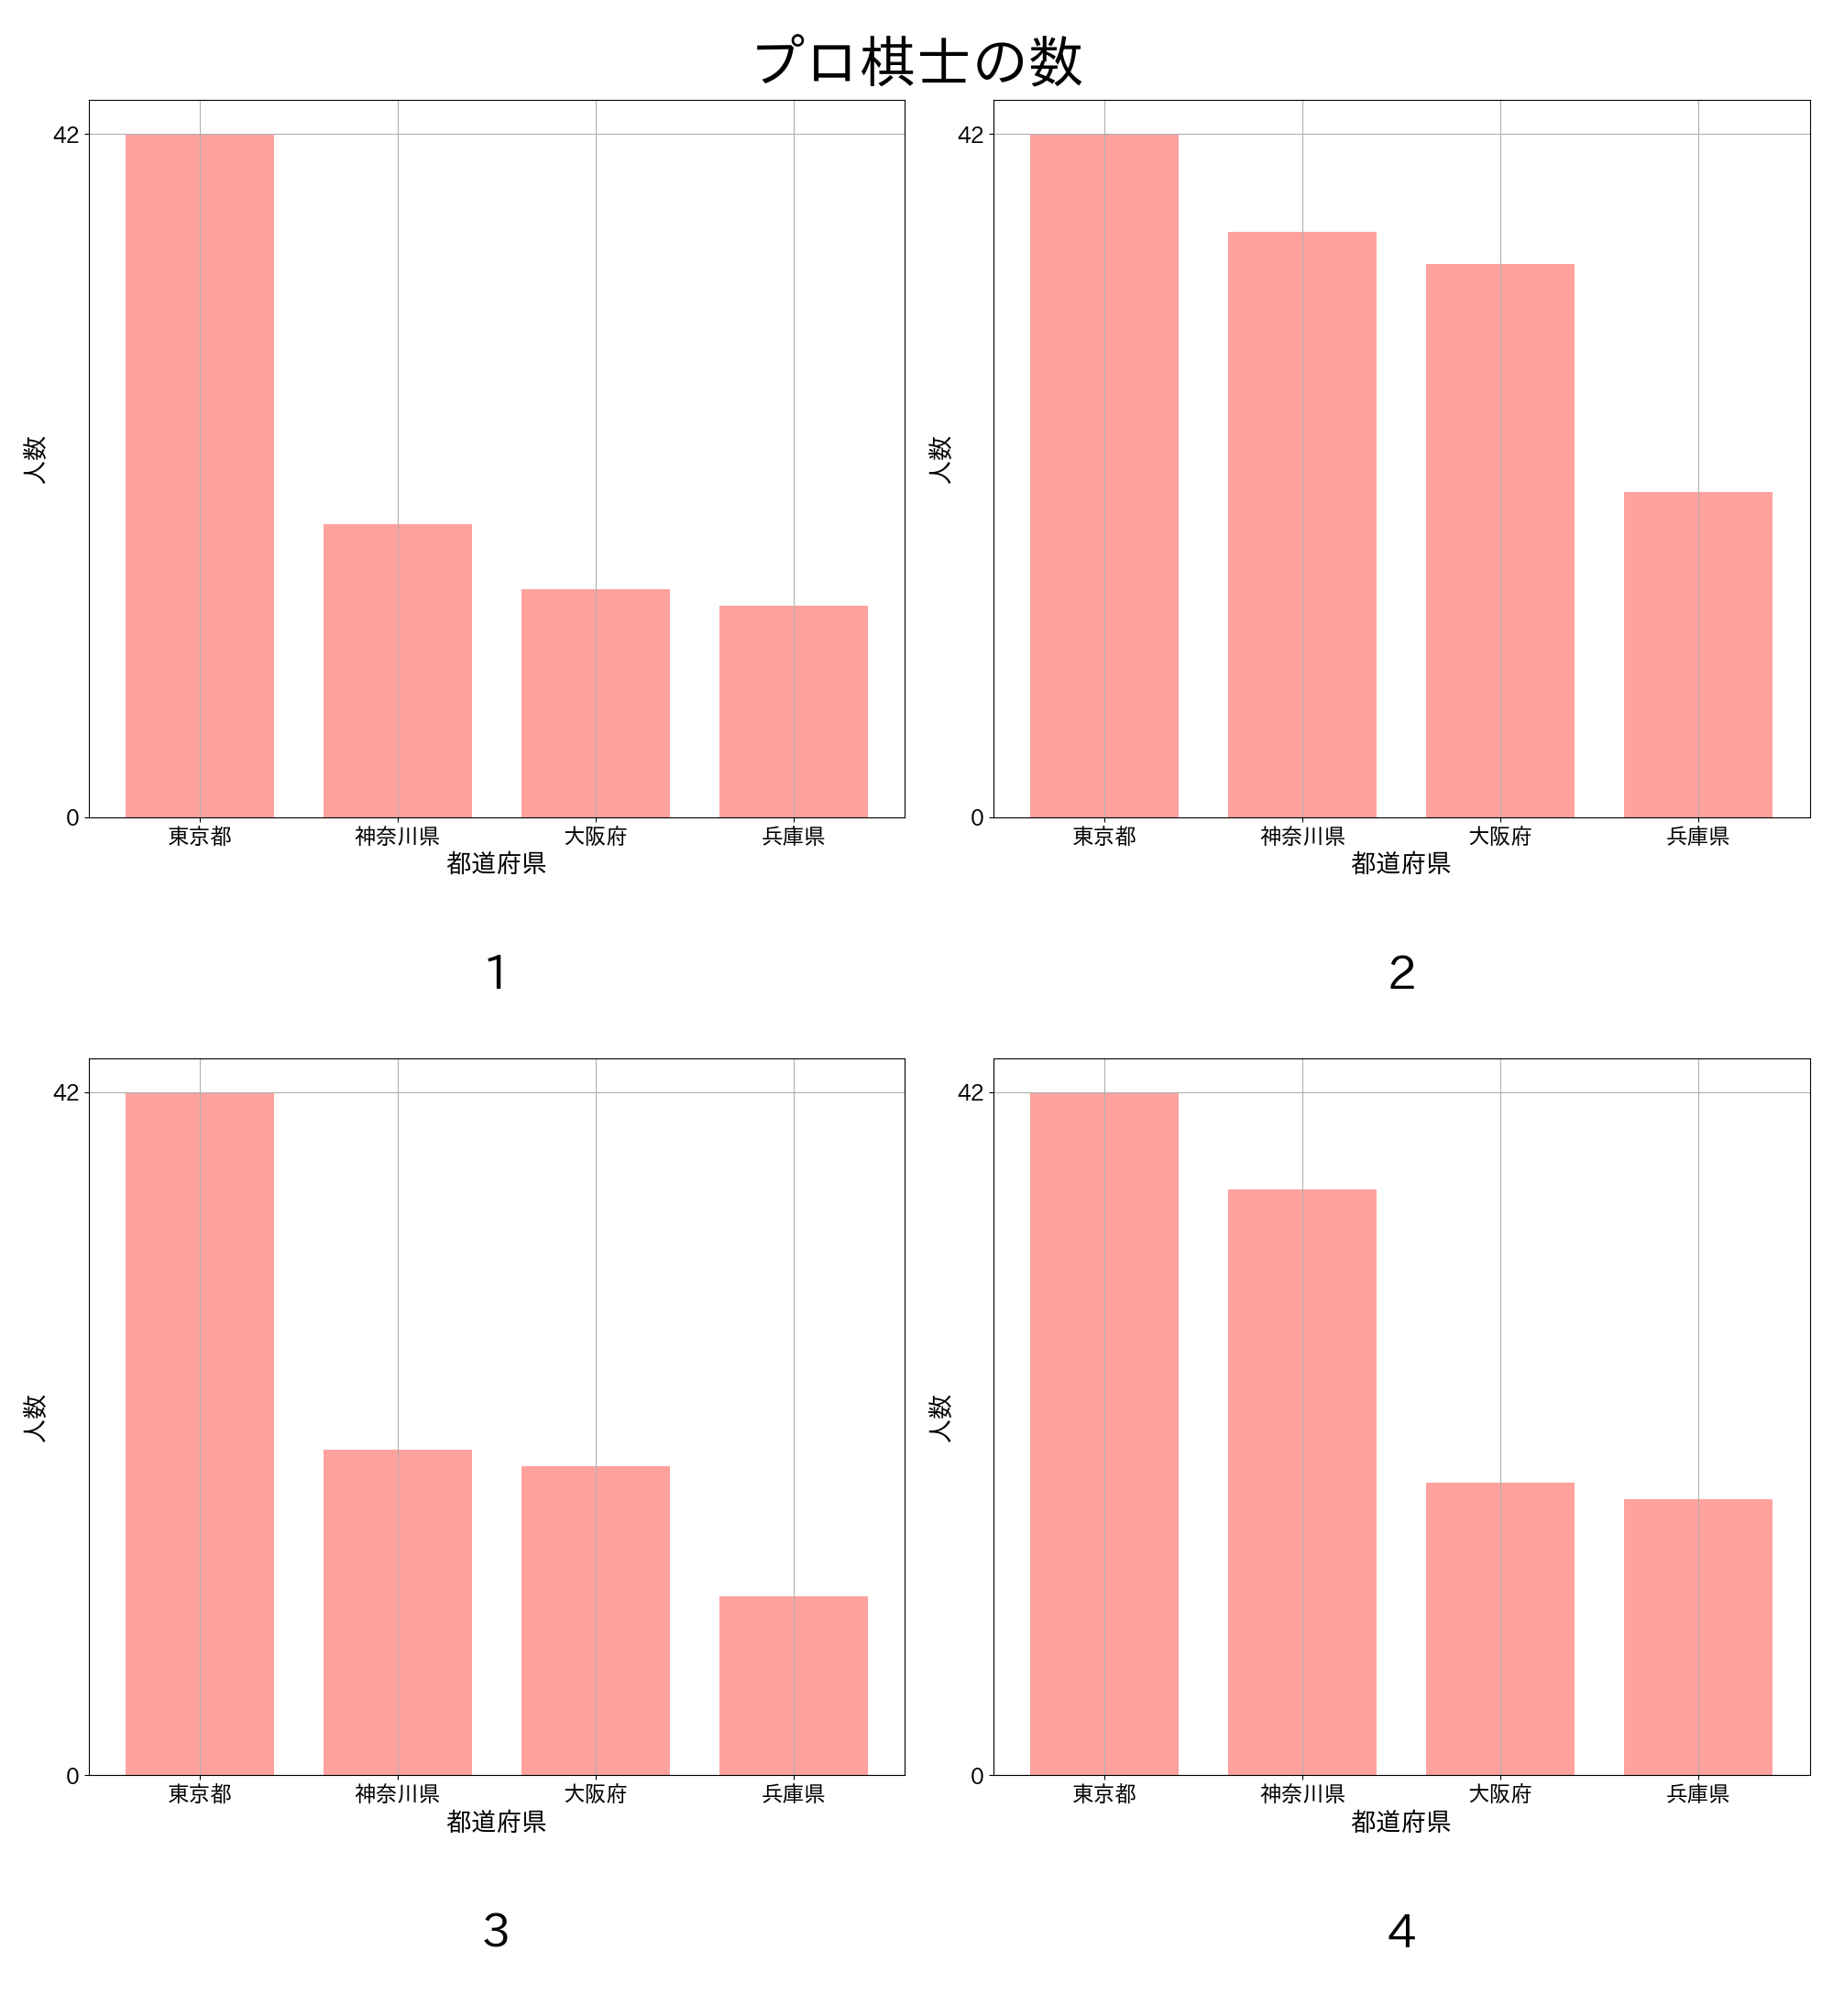 プロ棋士の数
42
0
人数
東京都 神奈川県 大阪府 兵庫県
都道府県
1
42
0
人数
東京都 神奈川県 大阪府 兵庫県
都道府県
2
42
0
人数
東京都 神奈川県 大阪府 兵庫県
都道府県
3
42
0
人数
東京都 神奈川県 大阪府 兵庫県
都道府県
4